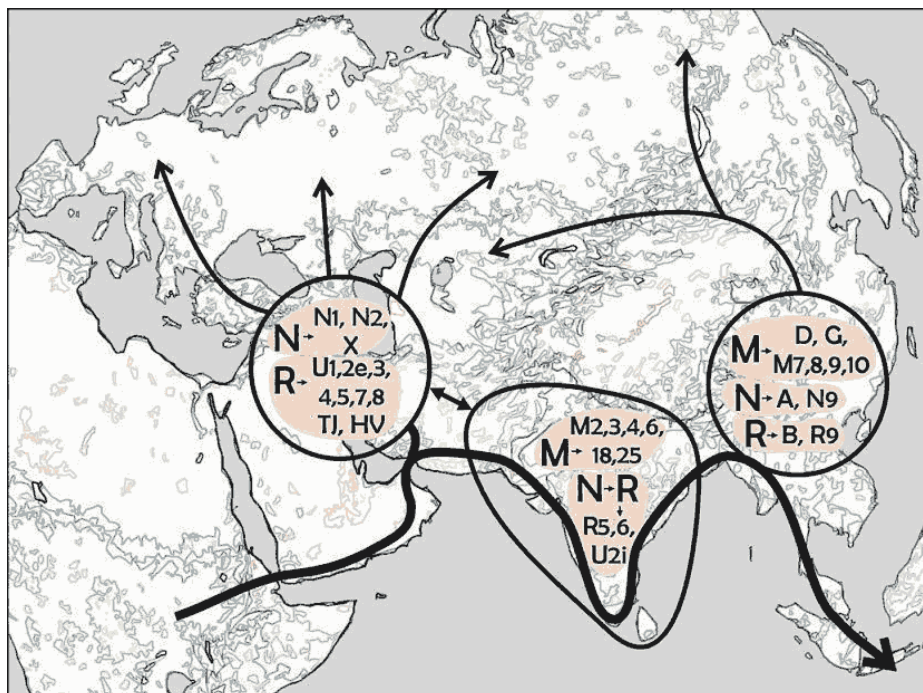 N→ N1, N2,
X
R→ U1,2e,3,
4,5,7,8
TJ, HV
M2,3,4,6,
M→ 18,25
N→R
↓
R5,6,
U2i
D, G,
M→ M7,8,9,10
N→A, N9
R→B, R9